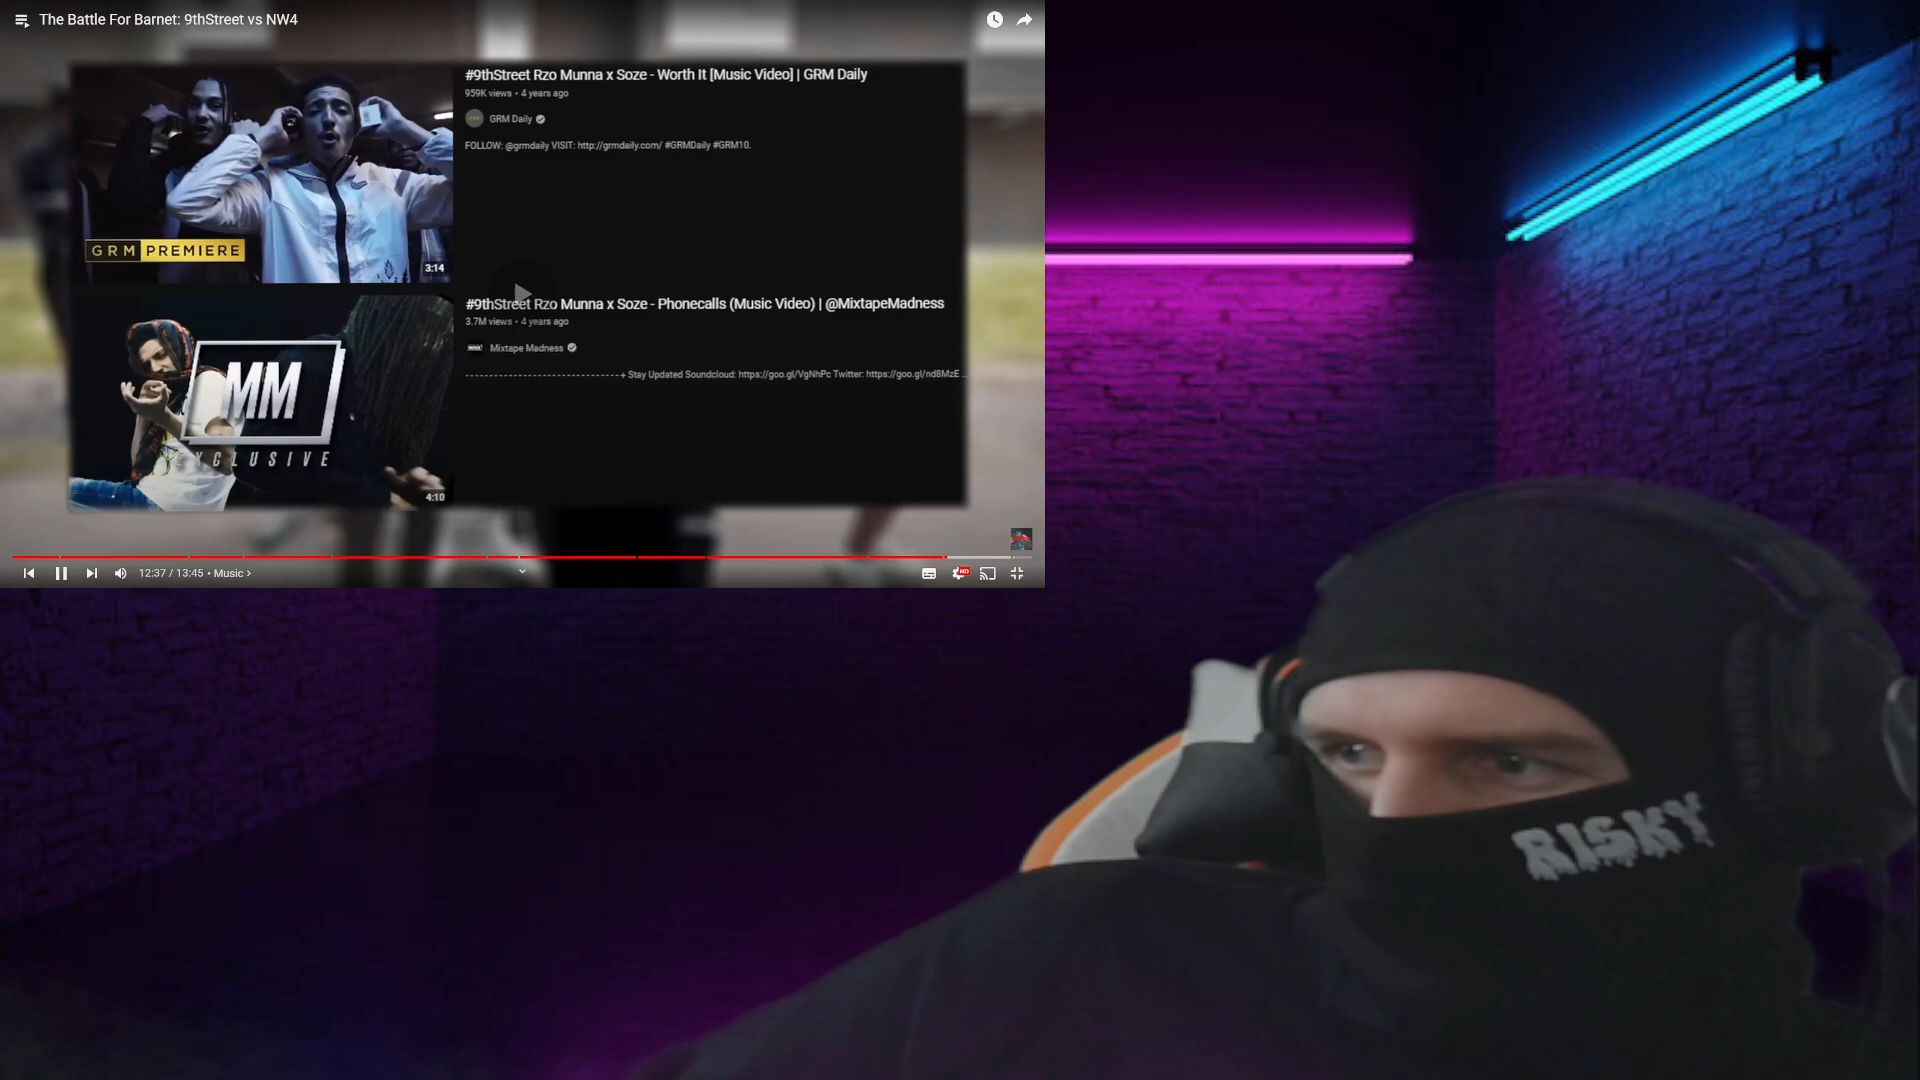 The Battle For Barnet: 9thStreet vs NW4
#9thStreet Rzo Munna x Soze - Worth It [Music Video] | GRM Daily
959K views • 4 years ago
GRM Daily
FOLLOW: @grmdaily VISIT: http://grmdaily.com/ #GRMDaily #GRM10.
GRM PREMIERE
3:14
#9thStreet Rzo Munna x Soze - Phonecalls (Music Video) | @MixtapeMadness
3.7M views • 4 years ago
Mixtape Madness
--------------------------------+ Stay Updated Soundcloud: https://goo.gl/VgNhPc Twitter: https://goo.gl/nd8MzE ...
MM
EXCLUSIVE
4:10
12:37 / 13:45 • Music >
HD
RISKY